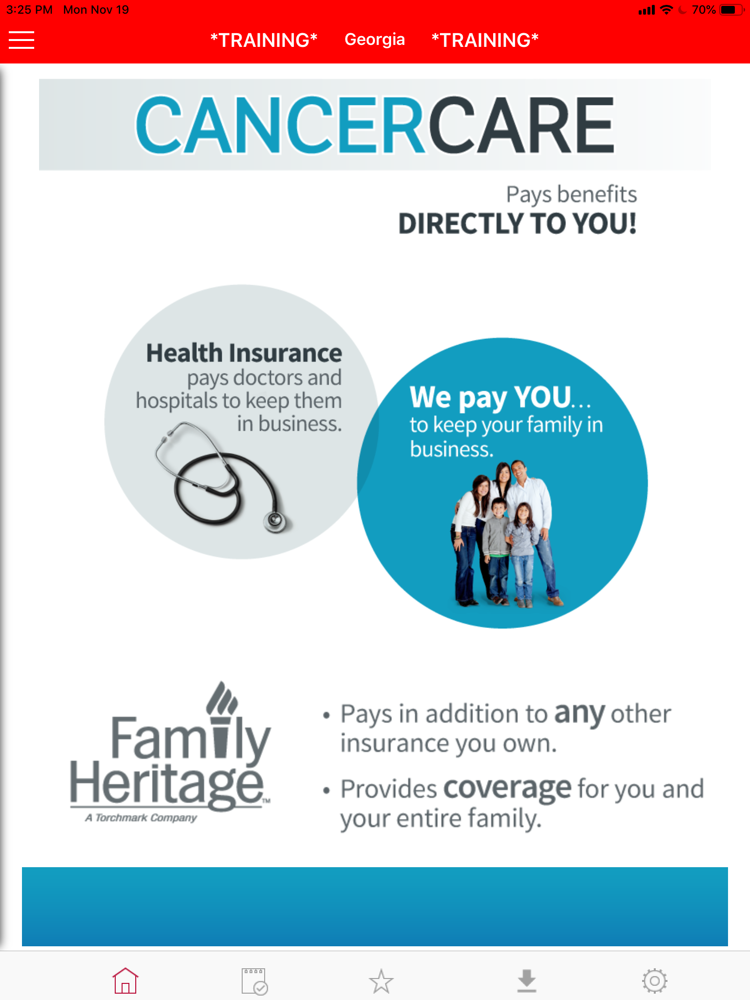 3:25 PM Mon Nov 19
70%
*TRAINING* Georgia *TRAINING*
CANCERCARE
Pays benefits
DIRECTLY TO YOU!
Health Insurance
pays doctors and
hospitals to keep them
in business.
We pay YOU...
to keep your family in
business.
Family
Heritage™
A Torchmark Company
• Pays in addition to any other
insurance you own.
• Provides coverage for you and
your entire family.